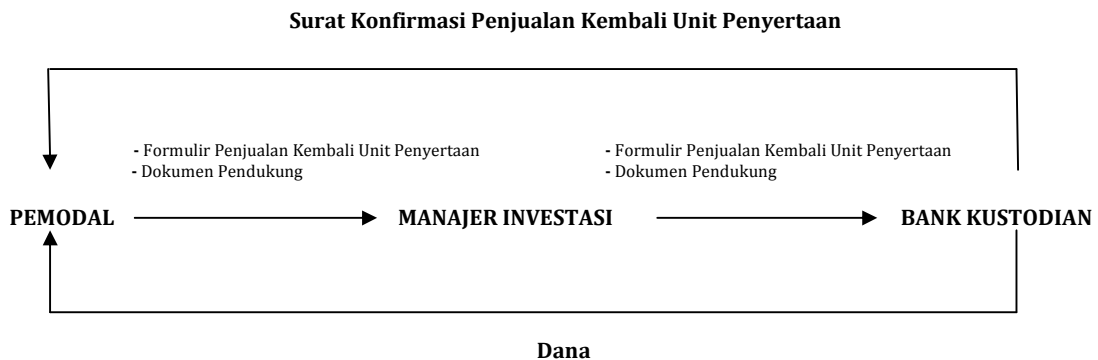 Surat Konfirmasi Penjualan Kembali Unit Penyertaan
- Formulir Penjualan Kembali Unit Penyertaan
- Dokumen Pendukung
- Formulir Penjualan Kembali Unit Penyertaan
- Dokumen Pendukung
PEMODAL
MANAJER INVESTASI
BANK KUSTODIAN
Dana